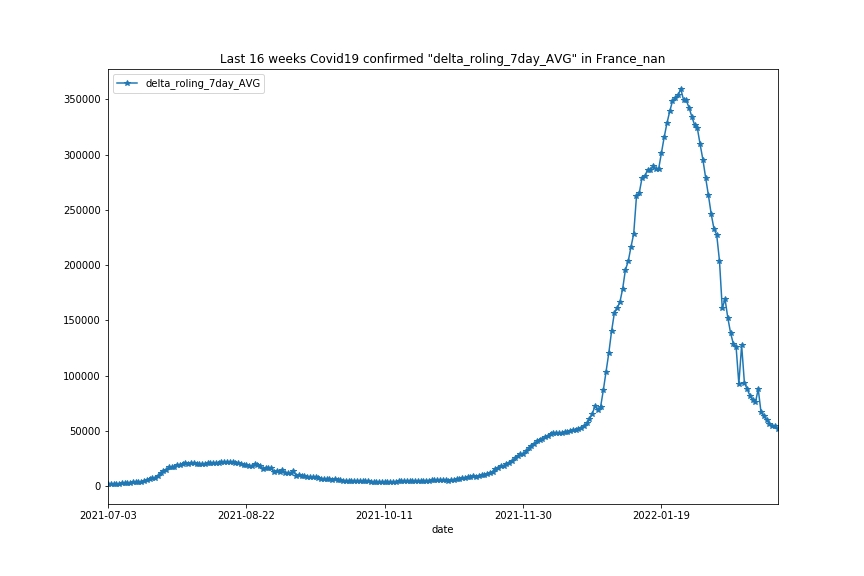 Last 16 weeks Covid19 confirmed "delta_roling_7day_AVG" in France_nan
delta_roling_7day_AVG
350000
300000
250000
200000
150000
100000
50000
0
2021-07-03 2021-08-22 2021-10-11 2021-11-30 2022-01-19
date